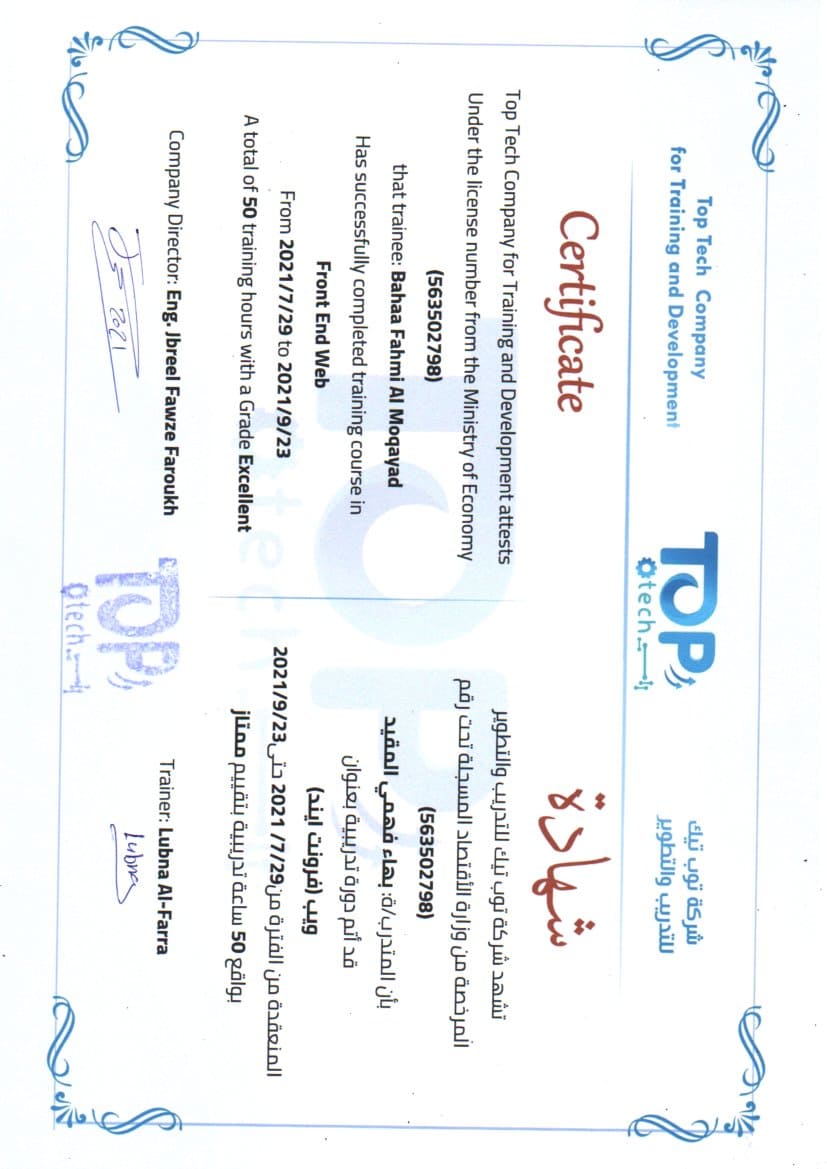 Top Tech Company
for Training and Development
TOP
tech
شركة توب تيك
للتدريب والتطوير
Certificate
Top Tech Company for Training and Development attests
Under the license number from the Ministry of Economy
(563502798)
that trainee: Bahaa Fahmi Al Moqayad
Has successfully completed training course in
Front End Web
From 2021/7/29 to 2021/9/23
A total of 50 training hours with a Grade Excellent
شهادة
تشهد شركة توب تيك للتدريب والتطوير
المرخصة من وزارة الأقتصاد المسجلة تحت رقم
(563502798)
بأن المتدرب/ة: بهاء فهمي المقيد
قد أتم دورة تدريبية بعنوان
ويب (فرونت ايند)
المنعقدة من الفترة من2021 /7/29 حتى2021/9/23
بواقع 50 ساعة تدريبية بتقييم ممتاز
TOP
tech
Company Director: Eng. Jbreel Fawze Faroukh
2021
TOP
tech
Trainer: Lubna Al-Farra
Lubna